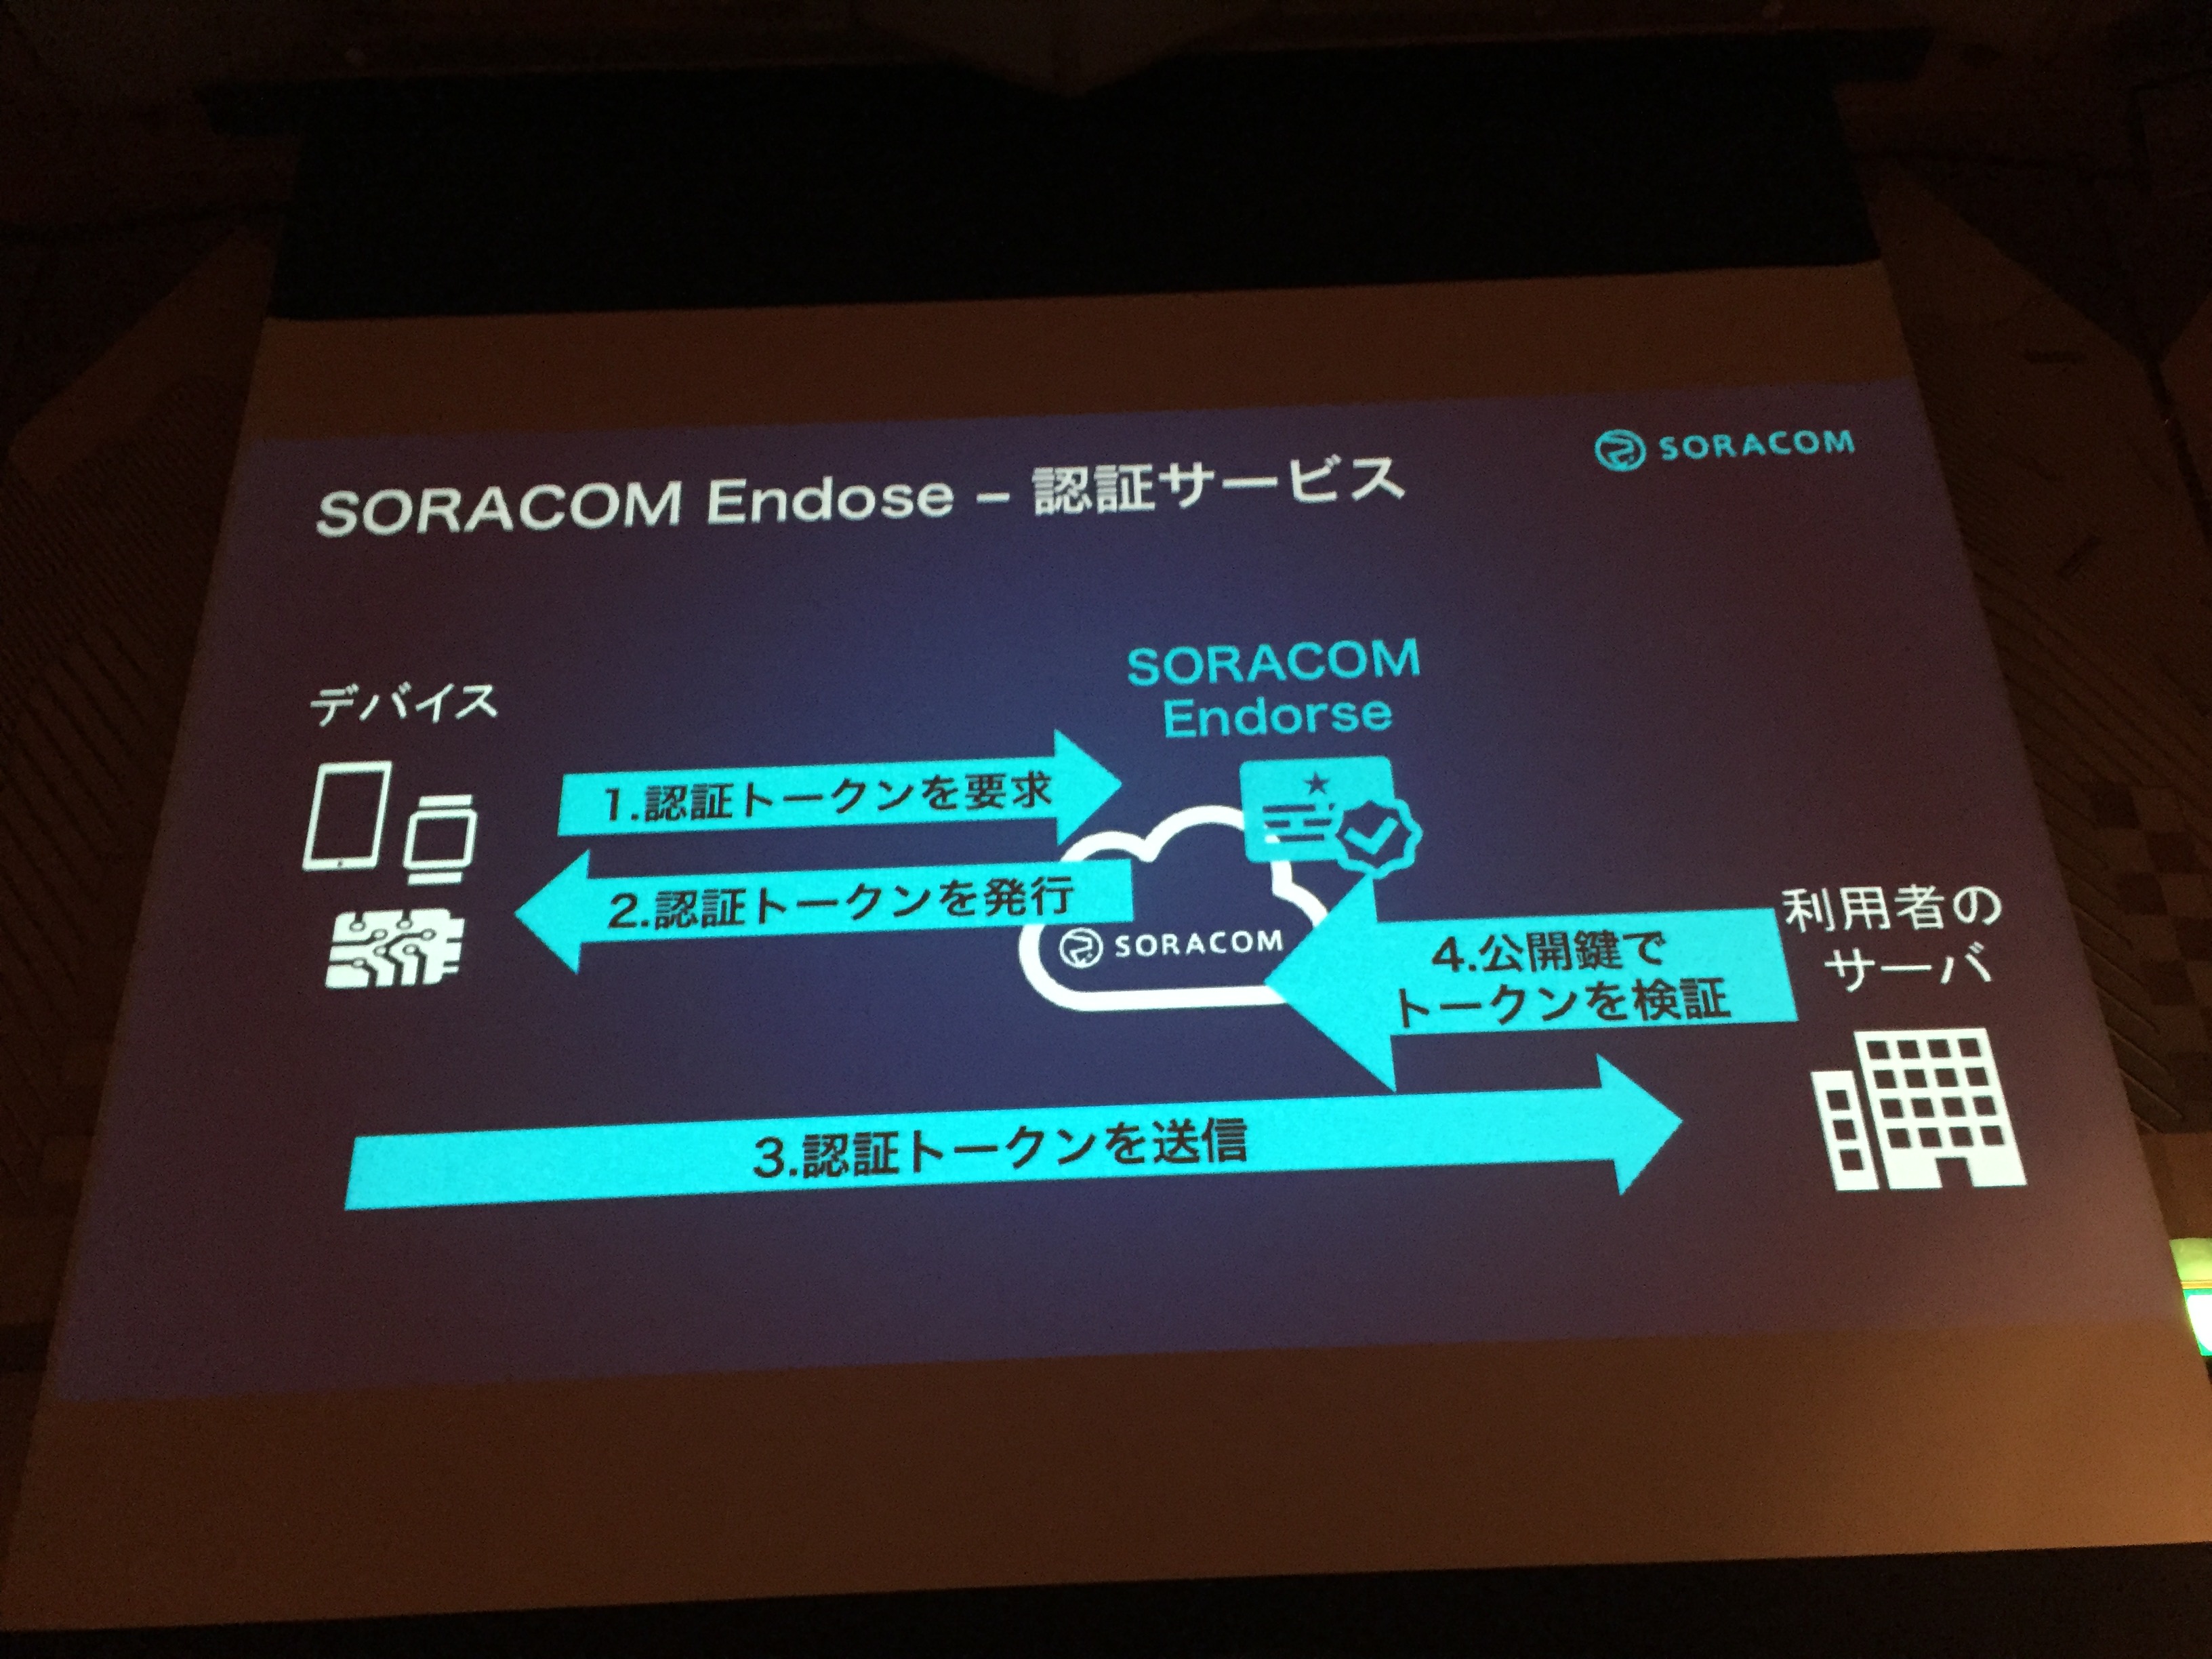 SORACOM
SORACOM Endose – 認証サービス
SORACOM
Endorse
デバイス
1.認証トークンを要求
2.認証トークンを発行
SORACOM
利用者の
サーバ
4.公開鍵で
トークンを検証
3.認証トークンを送信